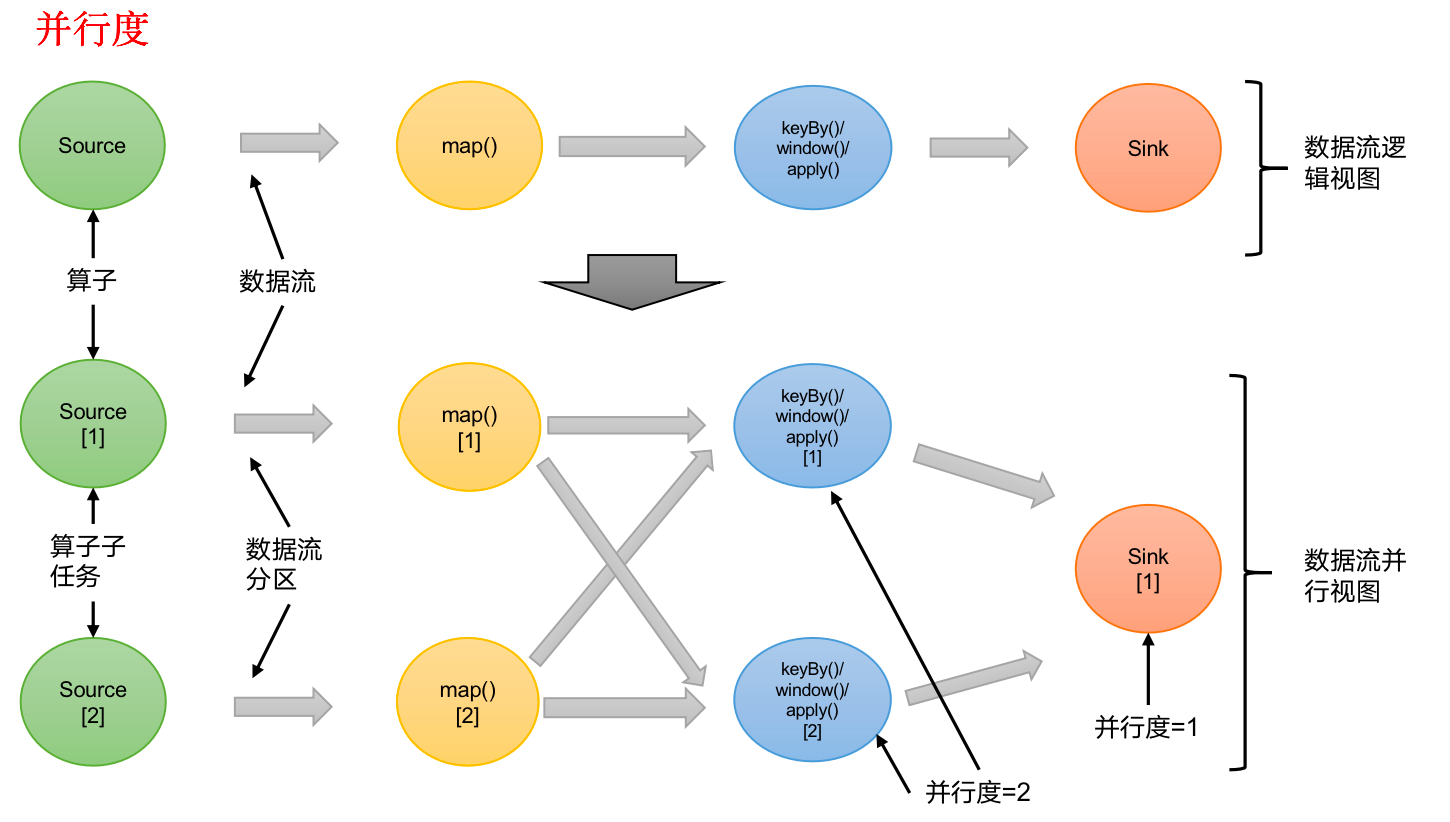 并行度
Source
map()
keyBy()/
window()/
apply()
Sink
数据流逻
辑视图
算子
数据流
Source
[1]
map()
[1]
keyBy()/
window()/
apply()
[1]
算子子
任务
数据流
分区
Sink
[1]
数据流并
行视图
Source
[2]
map()
[2]
keyBy()/
window()/
apply()
[2]
并行度=1
并行度=2